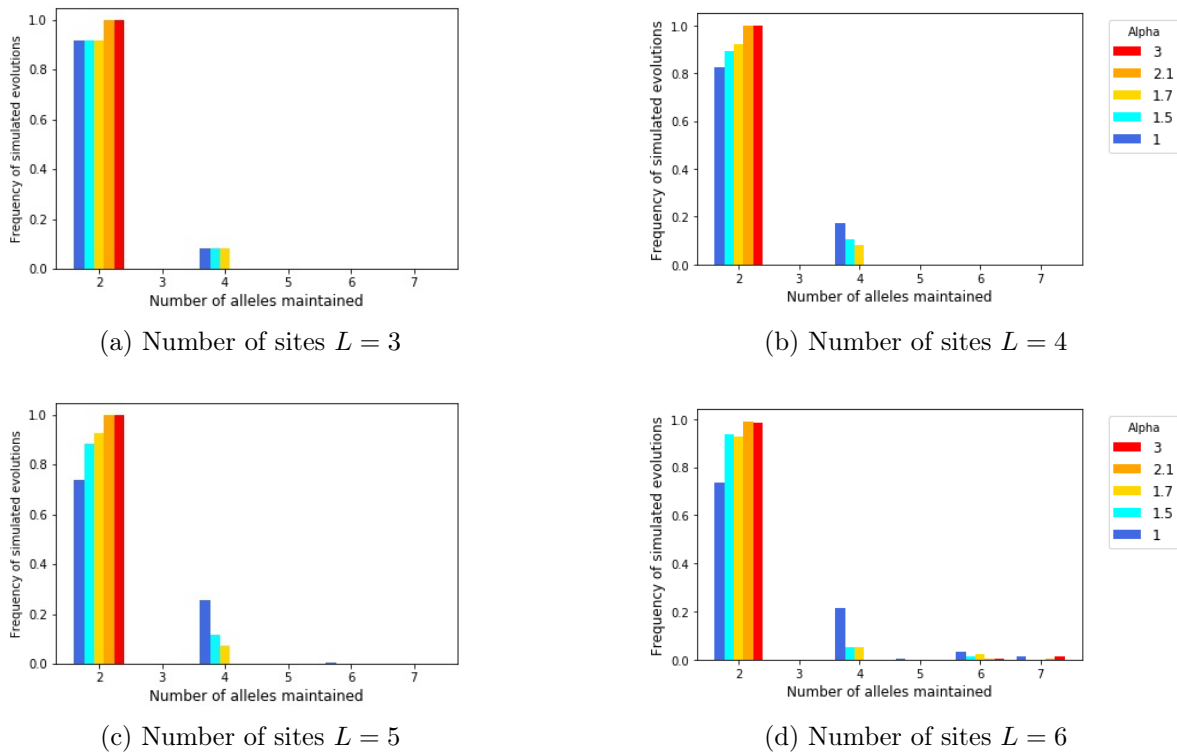 1.0
0.8
0.6
0.4
0.2
0.0
Frequency of simulated evolutions
2 3 4 5 6 7
Number of alleles maintained
(a) Number of sites L = 3
1.0
0.8
0.6
0.4
0.2
0.0
Frequency of simulated evolutions
2 3 4 5 6 7
Number of alleles maintained
Alpha
3
2.1
1.7
1.5
1
(b) Number of sites L = 4
1.0
0.8
0.6
0.4
0.2
0.0
Frequency of simulated evolutions
2 3 4 5 6 7
Number of alleles maintained
(c) Number of sites L = 5
1.0
0.8
0.6
0.4
0.2
0.0
Frequency of simulated evolutions
2 3 4 5 6 7
Number of alleles maintained
Alpha
3
2.1
1.7
1.5
1
(d) Number of sites L = 6